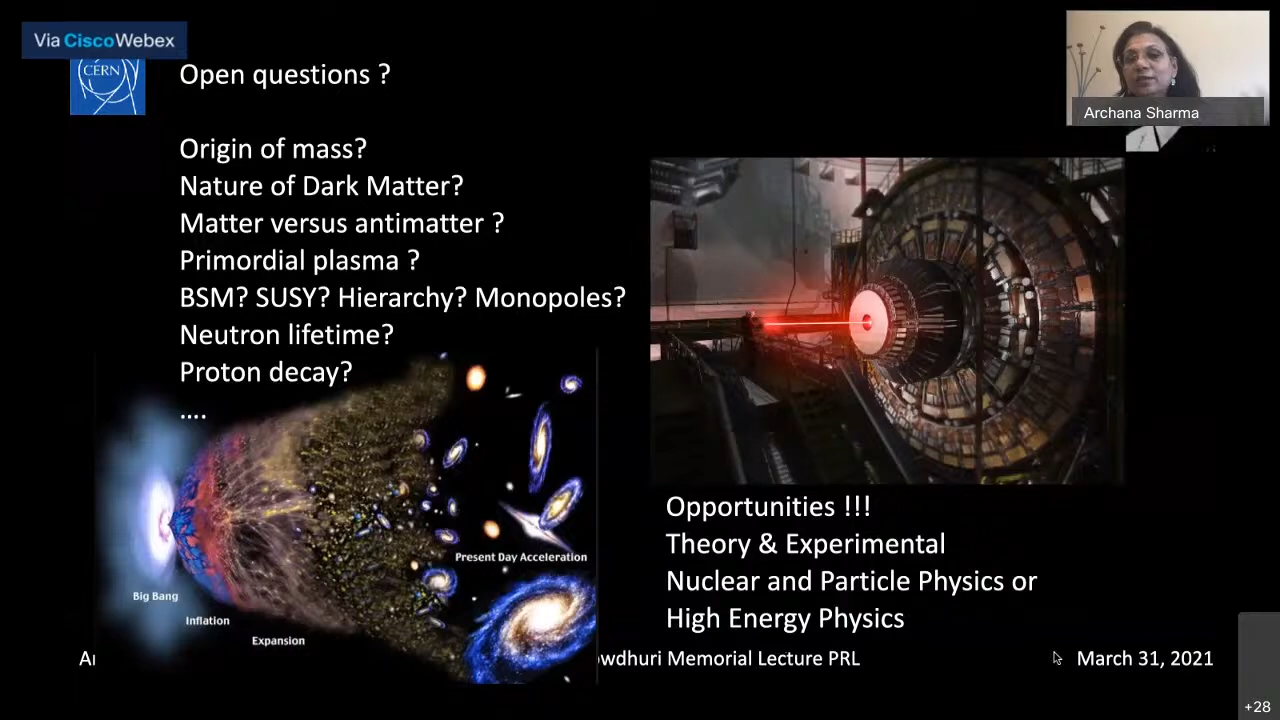 Via Cisco Webex
CERN
Open questions ?
Archana Sharma
Origin of mass?
Nature of Dark Matter?
Matter versus antimatter ?
Primordial plasma ?
BSM? SUSY? Hierarchy? Monopoles?
Neutron lifetime?
Proton decay?
....
Present Day Acceleration
Big Bang
Inflation
Expansion
Opportunities !!!
Theory & Experimental
Nuclear and Particle Physics or
High Energy Physics
Memorial Lecture PRL
March 31, 2021
+28